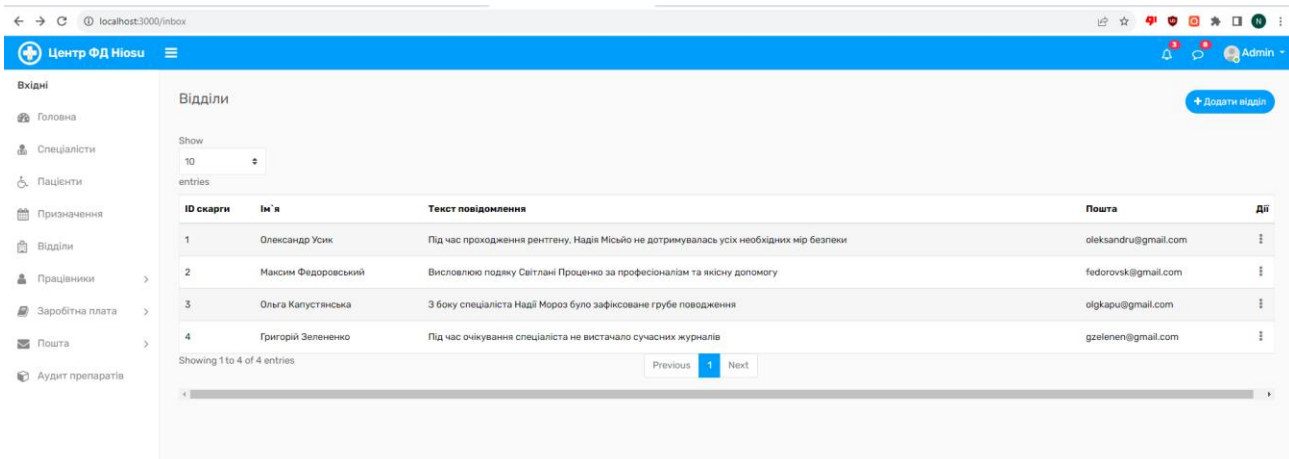 localhost:3000/inbox
N
Центр ФД Hiosu
3
8
Admin
Вхідні
Головна
Спеціалісти
Пацієнти
Призначення
Відділи
Працівники
Заробітна плата
Пошта
Аудит препаратів
Відділи
+ Додати відділ
Show
10
entries
ID скарги Ім`я Текст повідомлення Пошта Дії
1 Олександр Усик Під час проходження рентгену, Надія Місьйо не дотримувалась усіх необхідних мір безпеки oleksandru@gmail.com
2 Максим Федоровський Висловлюю подяку Світлані Проценко за професіоналізм та якісну допомогу fedorovsk@gmail.com
3 Ольга Капустянська З боку спеціаліста Надії Мороз було зафіксоване грубе поводження olgkapu@gmail.com
4 Григорій Зелененко Під час очікування спеціаліста не вистачало сучасних журналів gzelenen@gmail.com
Showing 1 to 4 of 4 entries
Previous 1 Next